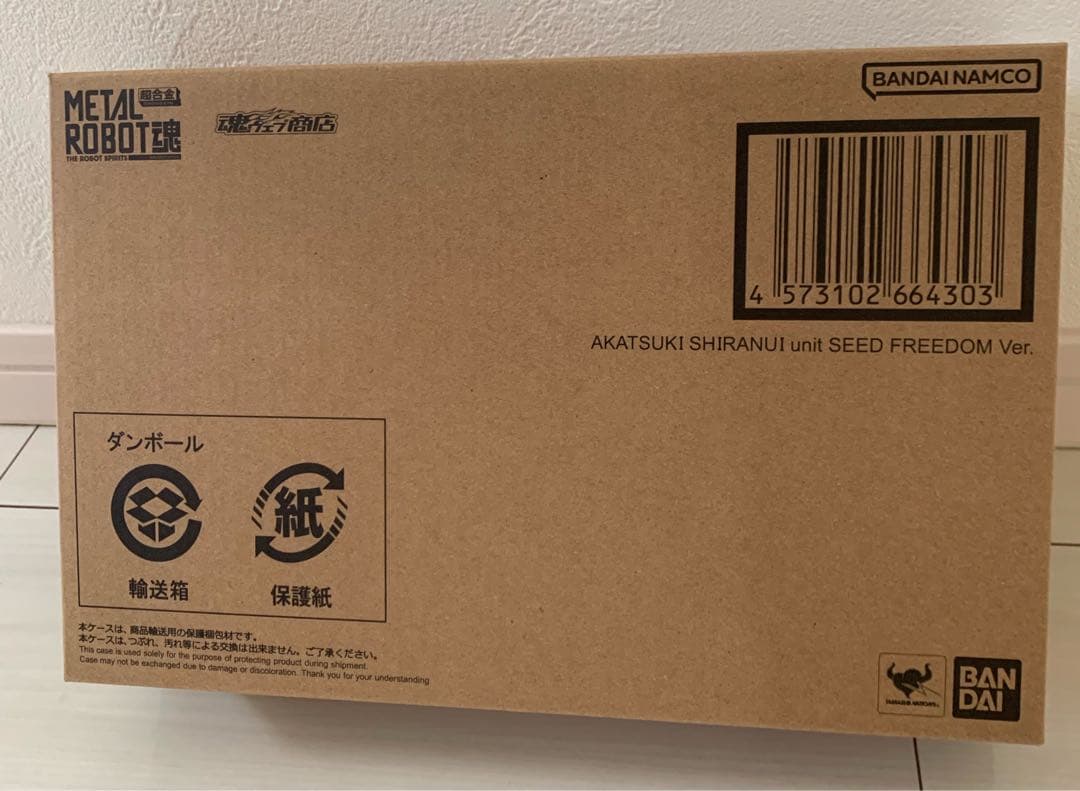 METAL 超合金
ROBOT魂
THE ROBOT SPIRITS
魂ウェブ商店
BANDAI NAMCO
4 573102 664303
AKATSUKI SHIRANUI unit SEED FREEDOM Ver.
ダンボール
紙
輸送箱 保護紙
本ケースは、商品輸送用の保護梱包材です。
本ケースは、つぶれ、汚れ等による交換は出来ません。ご了承ください。
This case is used solely for the purpose of protecting product during shipment.
Case may not be exchanged due to damage or discoloration. Thank you for your understanding
TAMASHII NATIONS
BAN
DAI